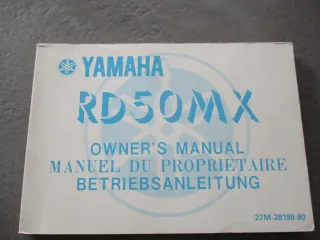 YAMAHA
RD50MX
OWNER'S MANUAL
MANUEL DU PROPRIETAIRE
BETRIEBSANLEITUNG
27M-28199-80